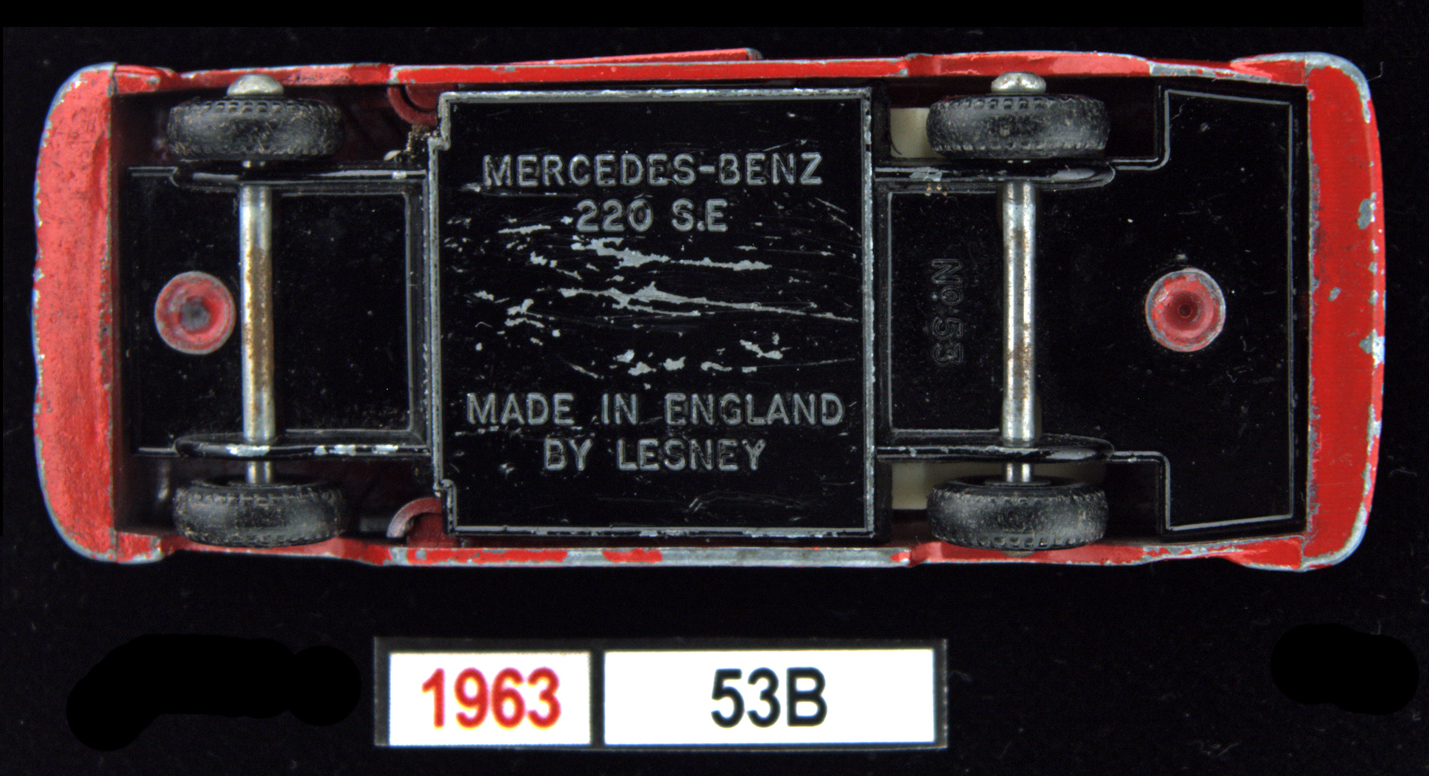 MERCEDES-BENZ
220 S.E
MADE IN ENGLAND
BY LESNEY
No 53
1963
53B